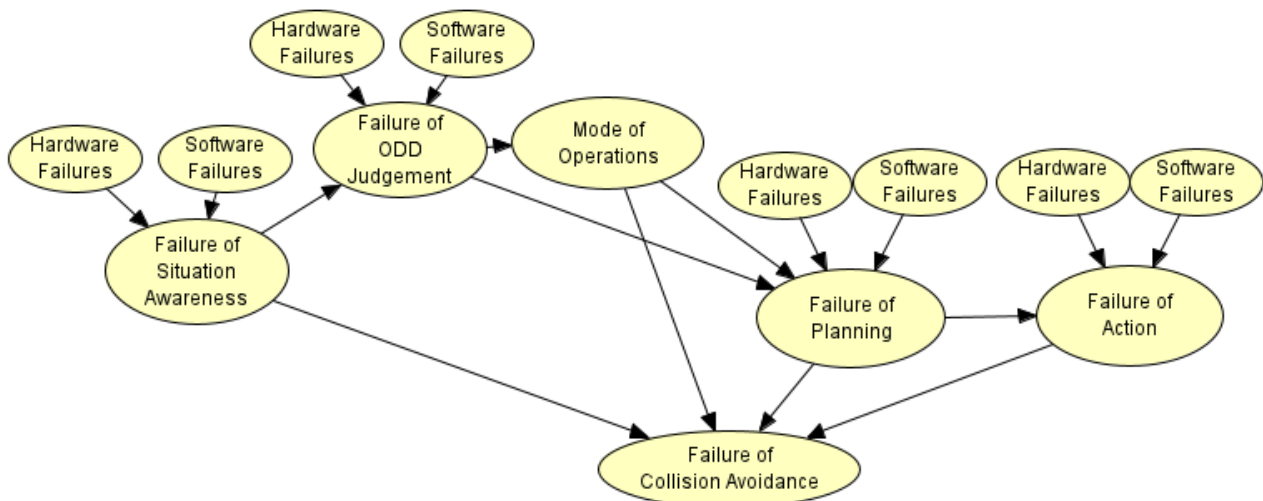 Hardware
Failures
Software
Failures
Failure of
ODD
Judgement
Mode of
Operations
Hardware
Failures
Software
Failures
Failure of
Situation
Awareness
Hardware
Failures
Software
Failures
Failure of
Planning
Hardware
Failures
Software
Failures
Failure of
Action
Failure of
Collision Avoidance